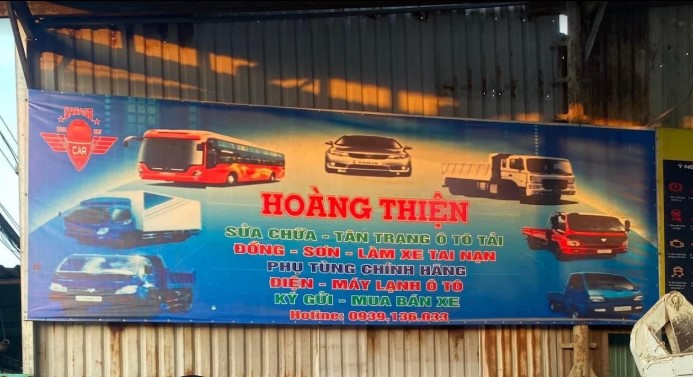 CAR
HOÀNG THIỆN
SỬA CHỮA - TÂN TRANG Ô TÔ TẢI
ĐỒNG - SƠN - LÀM XE TAI NẠN
PHỤ TÙNG CHÍNH HÃNG
ĐIỆN - MÁY LẠNH Ô TÔ
KÝ GỬI - MUA BÁN XE
Hotline: 0939.136.033
Ý NG